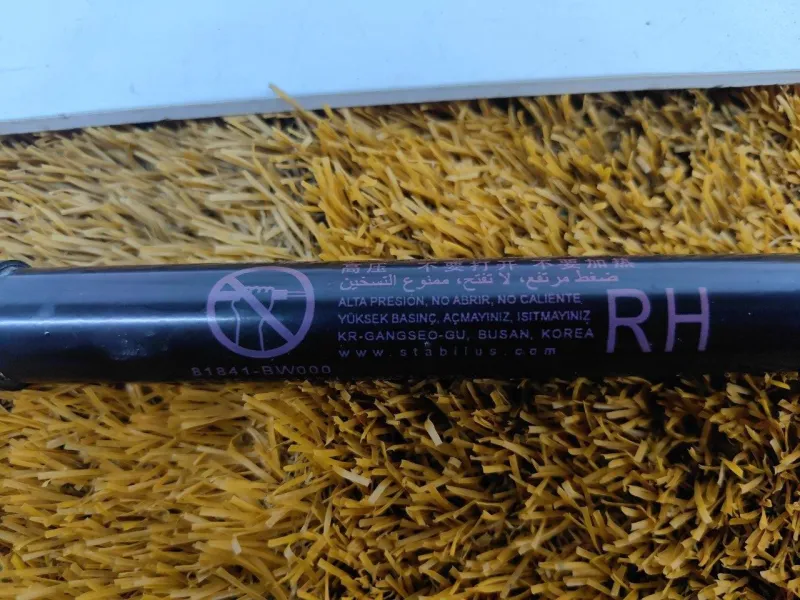 高压 不要打开 不要加热
ضغط مرتفع، لا تفتح، ممنوع التسخين
ALTA PRESIÓN, NO ABRIR, NO CALIENTE
YÜKSEK BASINÇ, AÇMAYINIZ, ISITMAYINIZ
KR-GANGSEO-GU, BUSAN, KOREA
www.stabilus.com
RH
81841-BW000